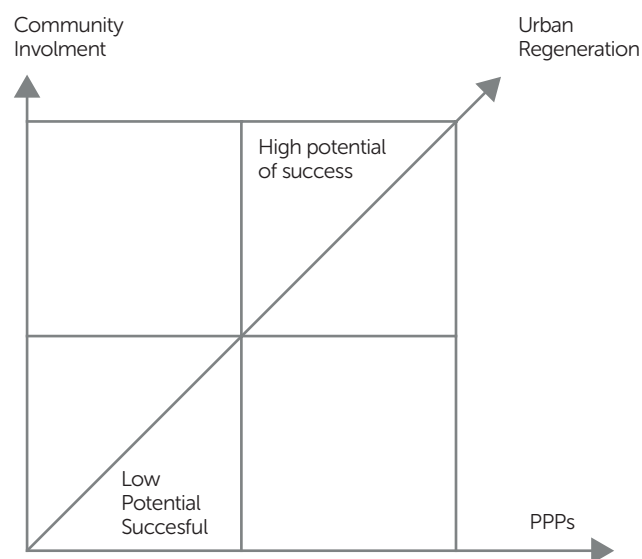 Community
Involment
Urban
Regeneration
High potential
of success
Low
Potential
Succesful
PPPs